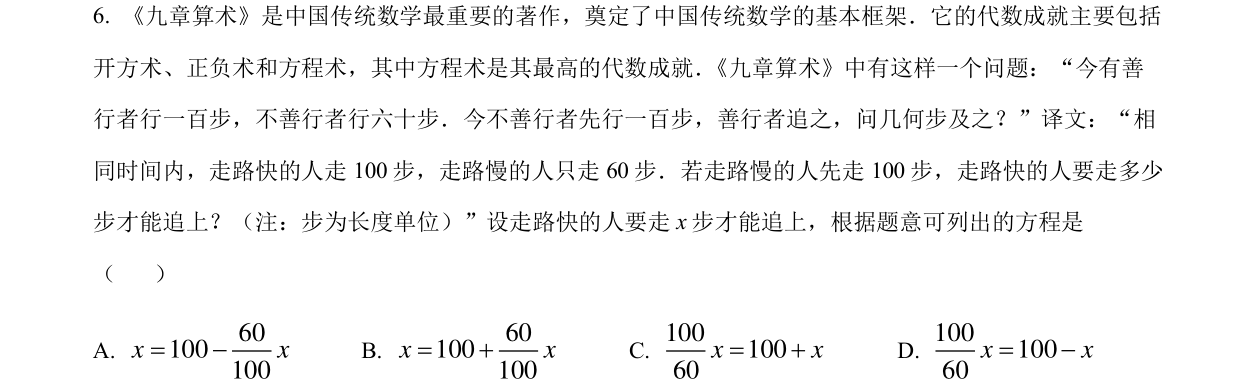 6. 《九章算术》是中国传统数学最重要的著作，奠定了中国传统数学的基本框架．它的代数成就主要包括
开方术、正负术和方程术，其中方程术是其最高的代数成就．《九章算术》中有这样一个问题：“今有善
行者行一百步，不善行者行六十步．今不善行者先行一百步，善行者追之，问几何步及之？”译文：“相
同时间内，走路快的人走 100 步，走路慢的人只走 60 步．若走路慢的人先走 100 步，走路快的人要走多少
步才能追上？（注：步为长度单位）”设走路快的人要走 x 步才能追上，根据题意可列出的方程是
（　　）
A. x=100−\frac{60}{100}x B. x=100+\frac{60}{100}x C. \frac{100}{60}x=100+x D. \frac{100}{60}x=100−x